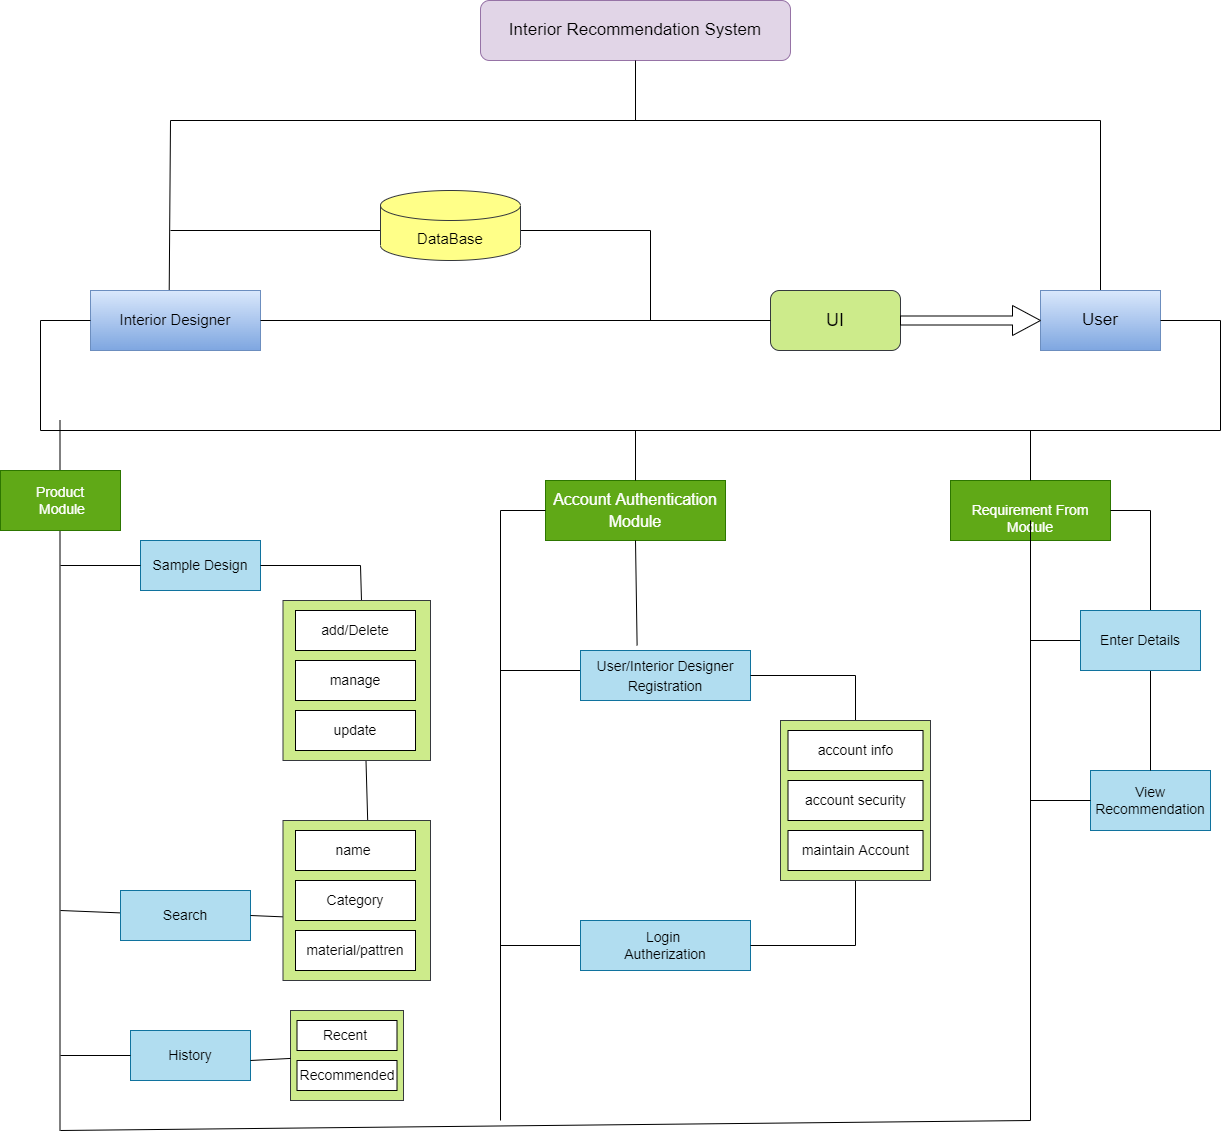 Interior Recommendation System
DataBase
Interior Designer
UI
User
Product
Module
Account Authentication
Module
Requirement From
Module
Sample Design
add/Delete
manage
update
Enter Details
User/Interior Designer
Registration
account info
account security
maintain Account
View
Recommendation
name
Category
material/pattren
Search
Login
Autherization
History
Recent
Recommended